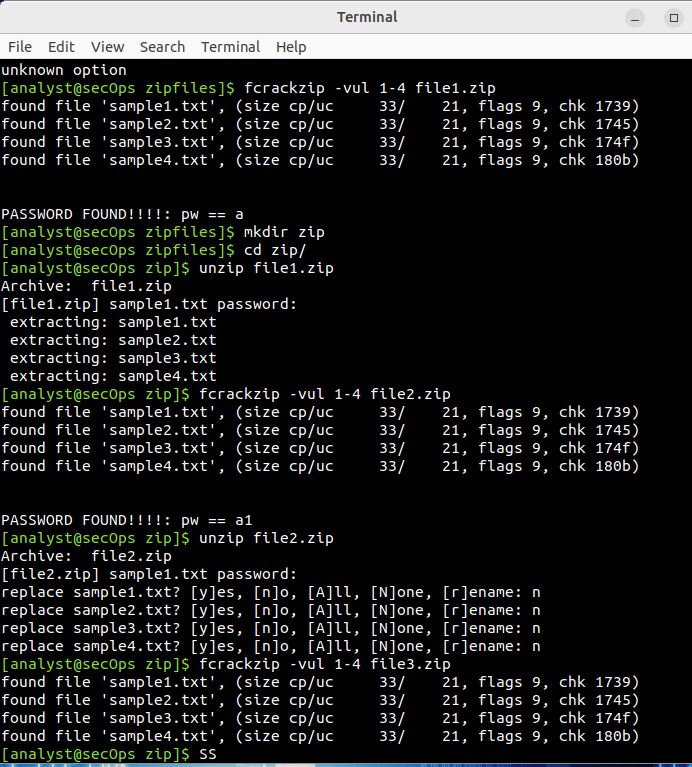 Terminal
File Edit View Search Terminal Help
unknown option
[analyst@secOps zipfiles]$ fcrackzip -vul 1-4 file1.zip
found file 'sample1.txt', (size cp/uc     33/    21, flags 9, chk 1739)
found file 'sample2.txt', (size cp/uc     33/    21, flags 9, chk 1745)
found file 'sample3.txt', (size cp/uc     33/    21, flags 9, chk 174f)
found file 'sample4.txt', (size cp/uc     33/    21, flags 9, chk 180b)
PASSWORD FOUND!!!!: pw == a
[analyst@secOps zipfiles]$ mkdir zip
[analyst@secOps zipfiles]$ cd zip/
[analyst@secOps zip]$ unzip file1.zip
Archive:  file1.zip
[file1.zip] sample1.txt password:
 extracting: sample1.txt
 extracting: sample2.txt
 extracting: sample3.txt
 extracting: sample4.txt
[analyst@secOps zip]$ fcrackzip -vul 1-4 file2.zip
found file 'sample1.txt', (size cp/uc     33/    21, flags 9, chk 1739)
found file 'sample2.txt', (size cp/uc     33/    21, flags 9, chk 1745)
found file 'sample3.txt', (size cp/uc     33/    21, flags 9, chk 174f)
found file 'sample4.txt', (size cp/uc     33/    21, flags 9, chk 180b)
PASSWORD FOUND!!!!: pw == a1
[analyst@secOps zip]$ unzip file2.zip
Archive:  file2.zip
[file2.zip] sample1.txt password:
replace sample1.txt? [y]es, [n]o, [A]ll, [N]one, [r]ename: n
replace sample2.txt? [y]es, [n]o, [A]ll, [N]one, [r]ename: n
replace sample3.txt? [y]es, [n]o, [A]ll, [N]one, [r]ename: n
replace sample4.txt? [y]es, [n]o, [A]ll, [N]one, [r]ename: n
[analyst@secOps zip]$ fcrackzip -vul 1-4 file3.zip
found file 'sample1.txt', (size cp/uc     33/    21, flags 9, chk 1739)
found file 'sample2.txt', (size cp/uc     33/    21, flags 9, chk 1745)
found file 'sample3.txt', (size cp/uc     33/    21, flags 9, chk 174f)
found file 'sample4.txt', (size cp/uc     33/    21, flags 9, chk 180b)
[analyst@secOps zip]$ SS